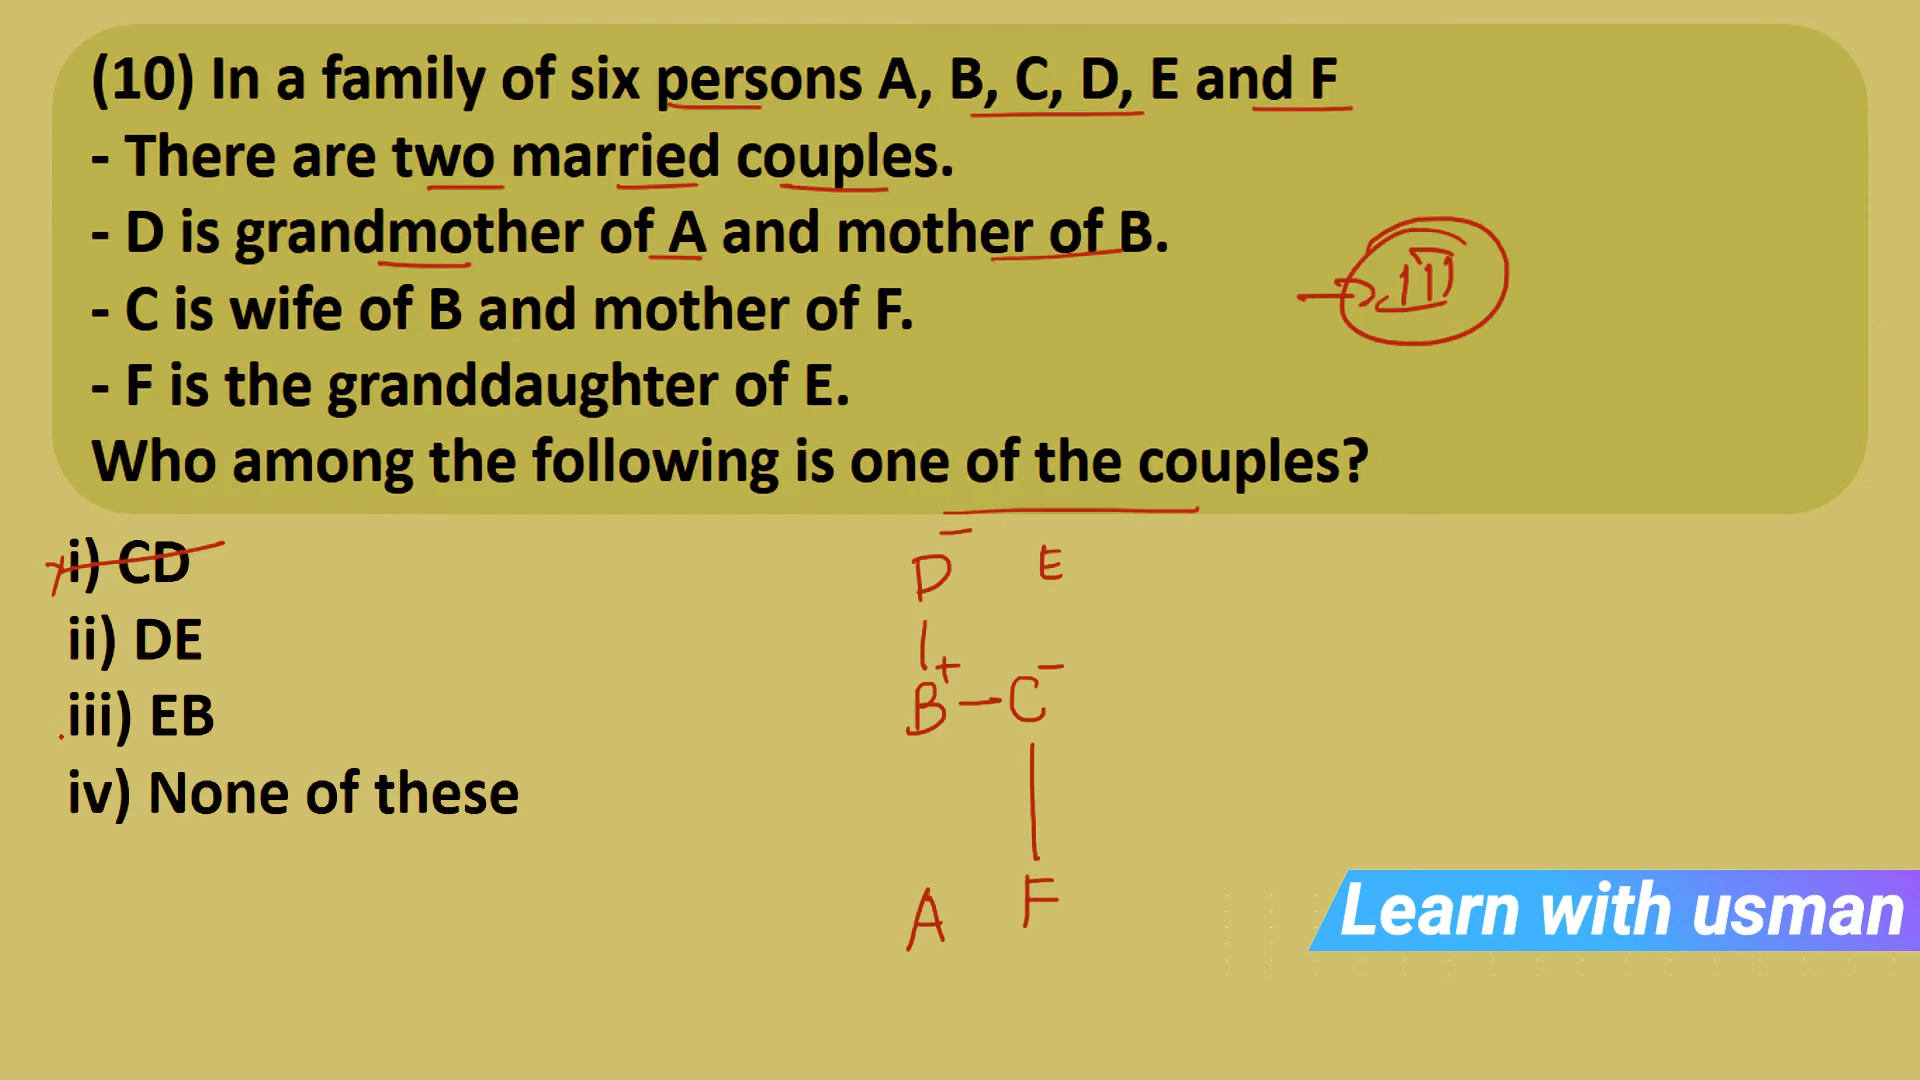 (10) In a family of six persons A, B, C, D, E and F
- There are two married couples.
- D is grandmother of A and mother of B.
- C is wife of B and mother of F.
- F is the granddaughter of E.
Who among the following is one of the couples?
i) CD
ii) DE
iii) EB
iv) None of these
D E
B + — C —
A F
Learn with usman